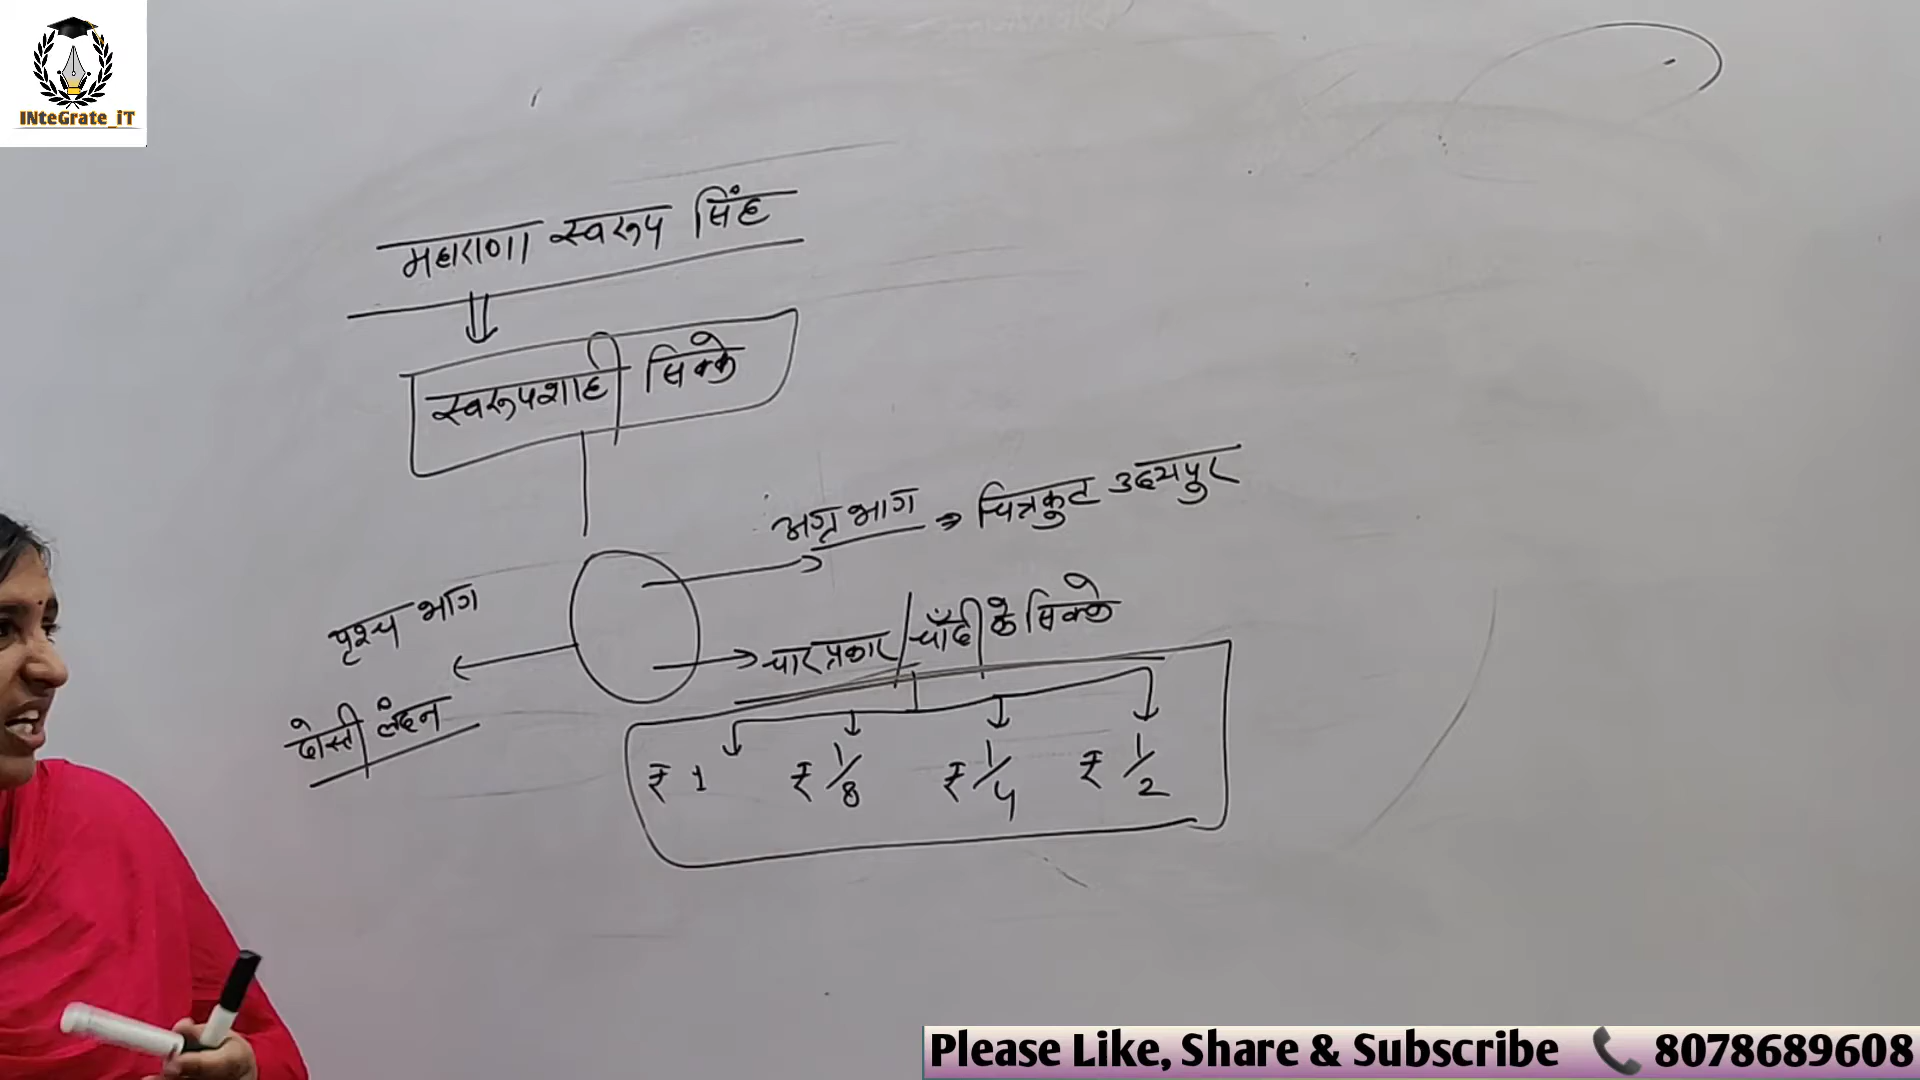 INteGrate_iT
महाराणा स्वरूप सिंह
स्वरूपशाही सिक्के
अग्र भाग → चित्रकुट उदयपुर
पृश्च भाग
चार प्रकार / चाँदी के सिक्के
दोस्ती लंदन
₹ 1 ₹ 1/8 ₹ 1/4 ₹ 1/2
Please Like, Share & Subscribe 8078689608